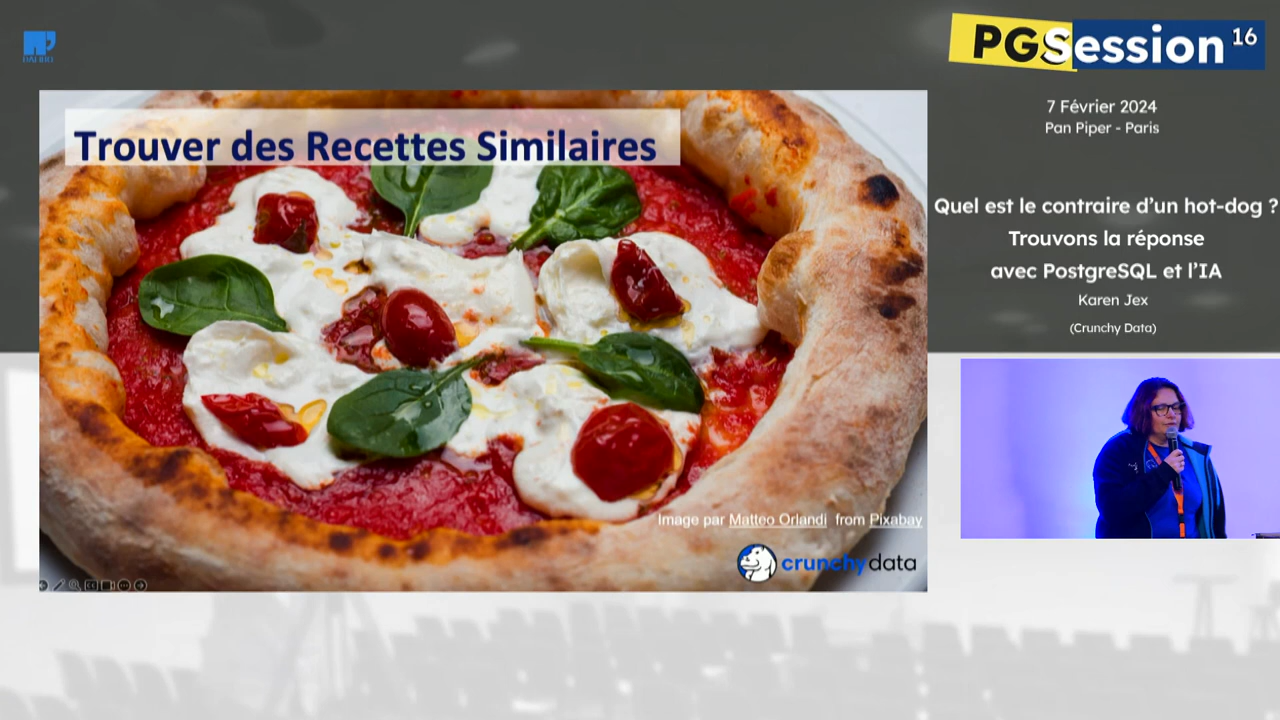 DALIBO
PGSession 16
7 Février 2024
Pan Piper - Paris
Quel est le contraire d'un hot-dog ?
Trouvons la réponse
avec PostgreSQL et l'IA
Karen Jex
(Crunchy Data)
Trouver des Recettes Similaires
Image par Matteo Orlandi from Pixabay
crunchydata